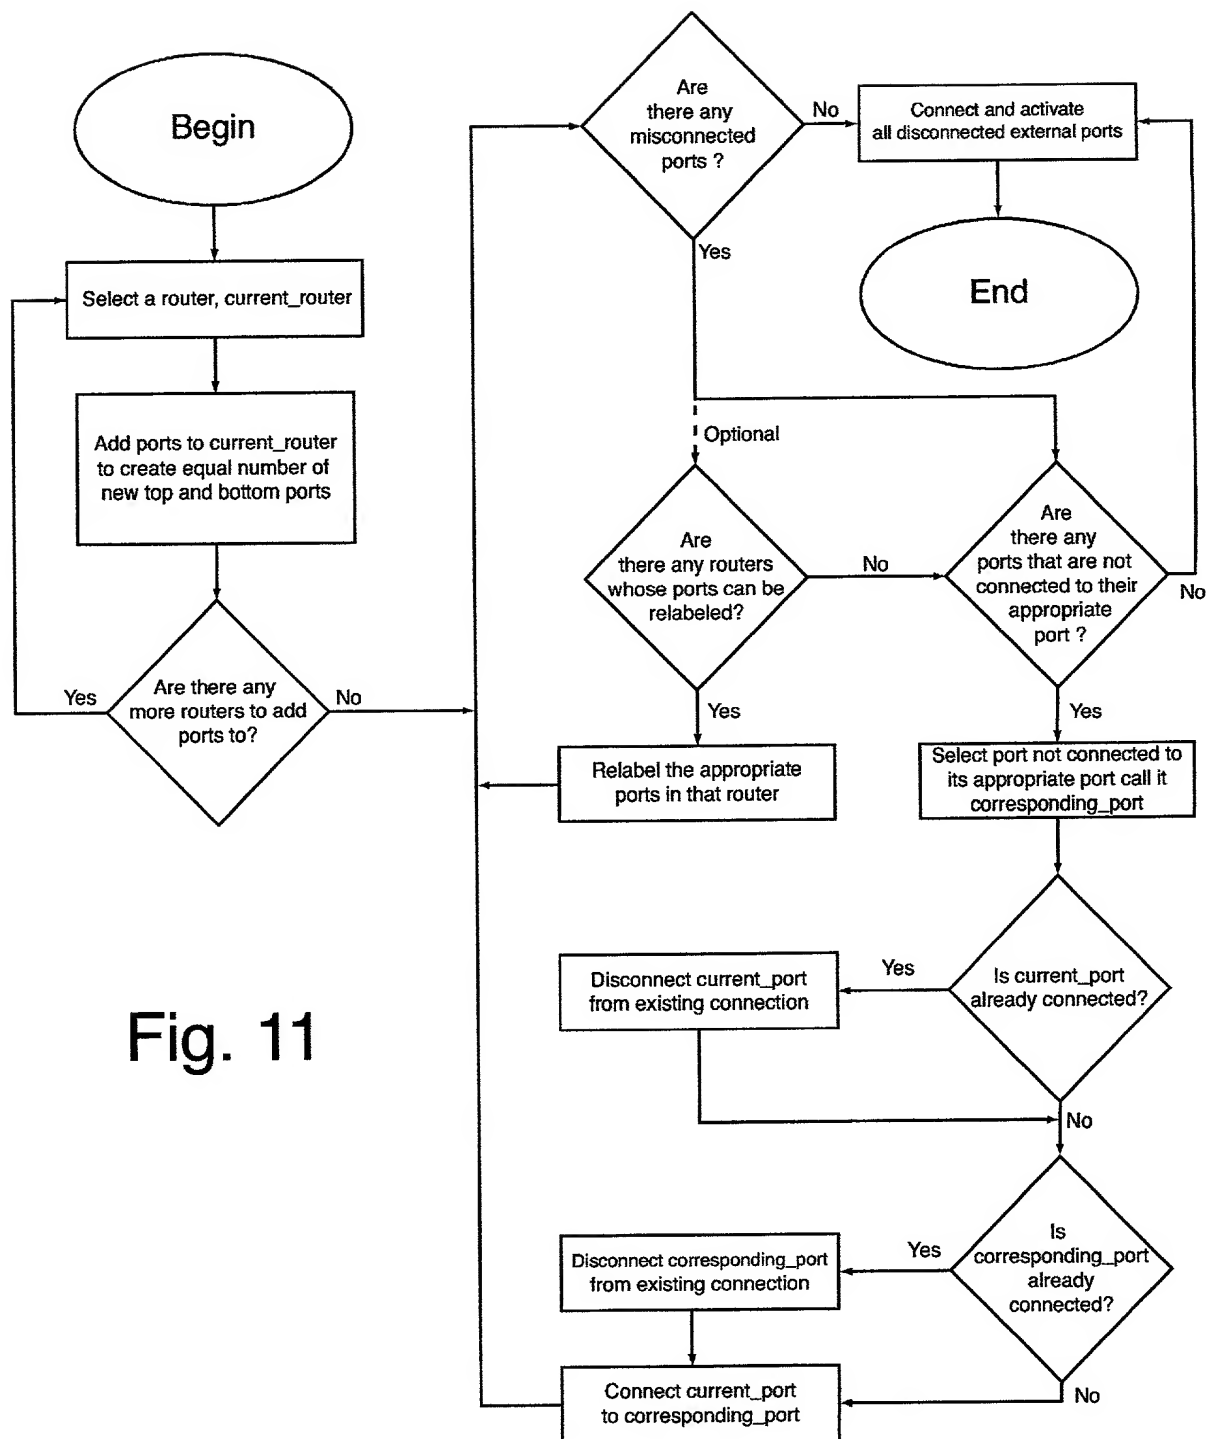 Begin
Select a router, current_router
Add ports to current_router
to create equal number of
new top and bottom ports
Are there any
more routers to add
ports to?
Yes
No
Are
there any
misconnected
ports ?
No
Yes
Connect and activate
all disconnected external ports
End
Optional
Are
there any routers
whose ports can be
relabeled?
No
Yes
Relabel the appropriate
ports in that router
Are
there any
ports that are not
connected to their
appropriate
port ?
No
Yes
Select port not connected to
its appropriate port call it
corresponding_port
Is current_port
already connected?
Yes
No
Disconnect current_port
from existing connection
Is
corresponding_port
already
connected?
Yes
No
Disconnect corresponding_port
from existing connection
Connect current_port
to corresponding_port
Fig. 11